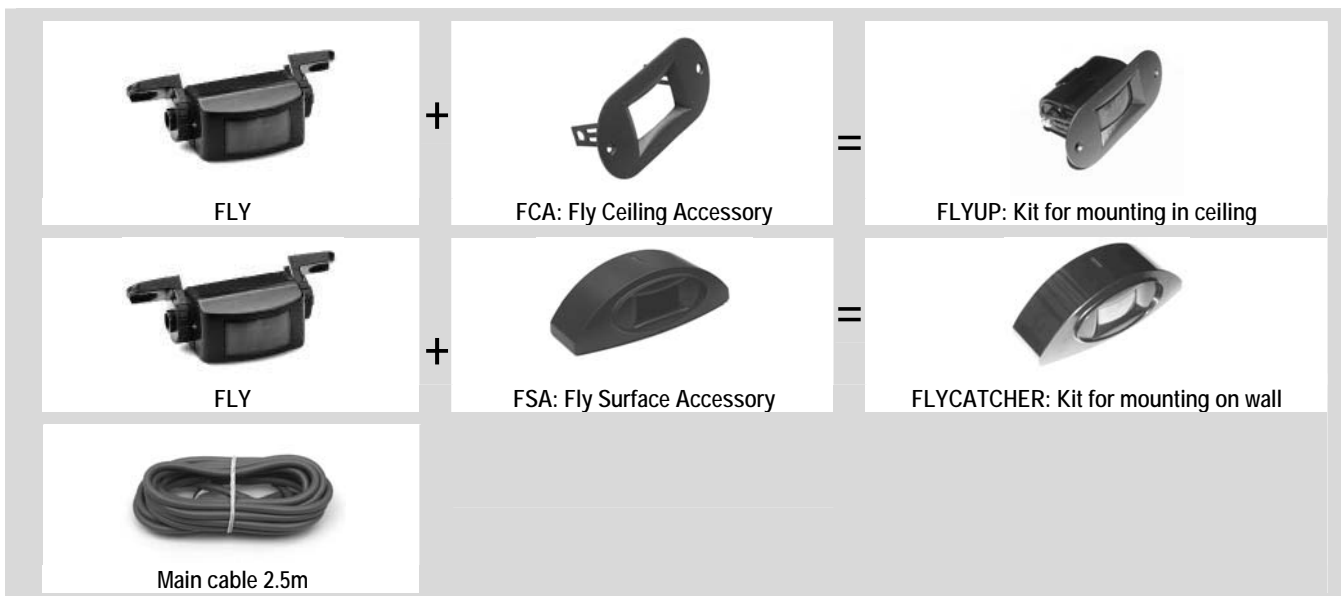 +
=
FLY
FCA: Fly Ceiling Accessory
FLYUP: Kit for mounting in ceiling
+
=
FLY
FSA: Fly Surface Accessory
FLYCATCHER: Kit for mounting on wall
Main cable 2.5m